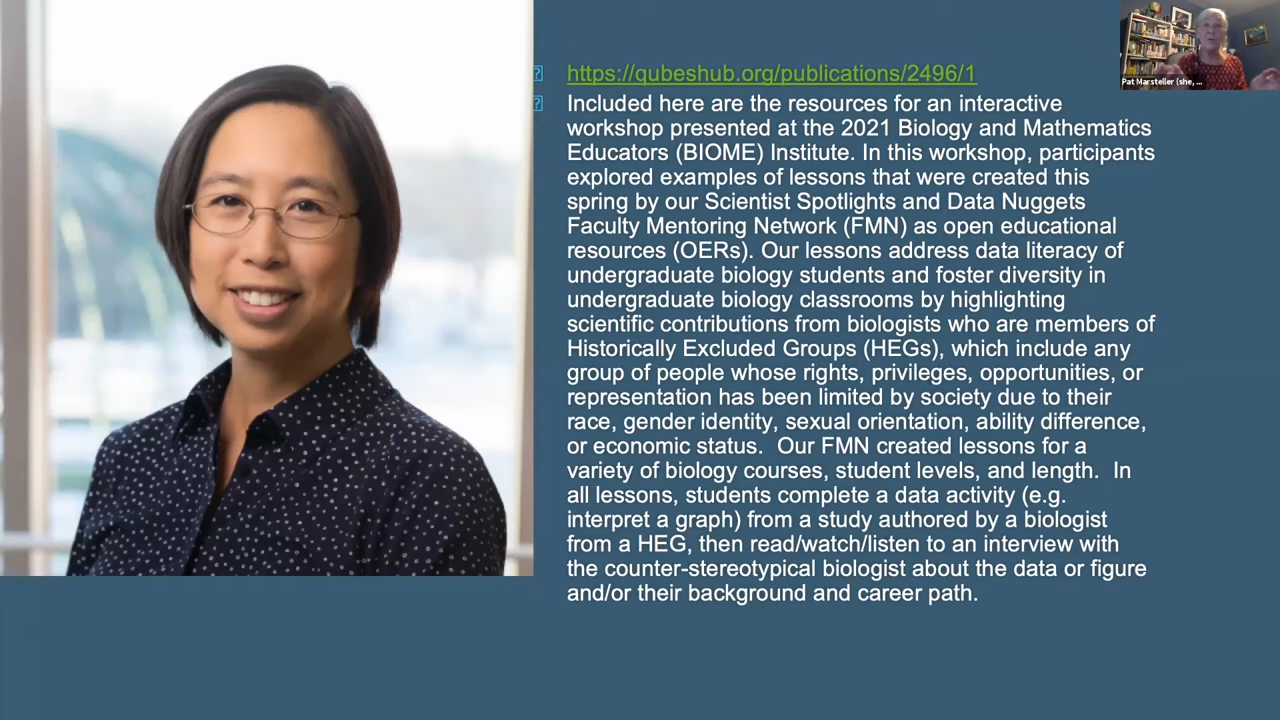 https://qubeshub.org/publications/2496/1
Included here are the resources for an interactive
workshop presented at the 2021 Biology and Mathematics
Educators (BIOME) Institute. In this workshop, participants
explored examples of lessons that were created this
spring by our Scientist Spotlights and Data Nuggets
Faculty Mentoring Network (FMN) as open educational
resources (OERs). Our lessons address data literacy of
undergraduate biology students and foster diversity in
undergraduate biology classrooms by highlighting
scientific contributions from biologists who are members of
Historically Excluded Groups (HEGs), which include any
group of people whose rights, privileges, opportunities, or
representation has been limited by society due to their
race, gender identity, sexual orientation, ability difference,
or economic status.  Our FMN created lessons for a
variety of biology courses, student levels, and length.  In
all lessons, students complete a data activity (e.g.
interpret a graph) from a study authored by a biologist
from a HEG, then read/watch/listen to an interview with
the counter-stereotypical biologist about the data or figure
and/or their background and career path.
Pat Marsteller (she, ...